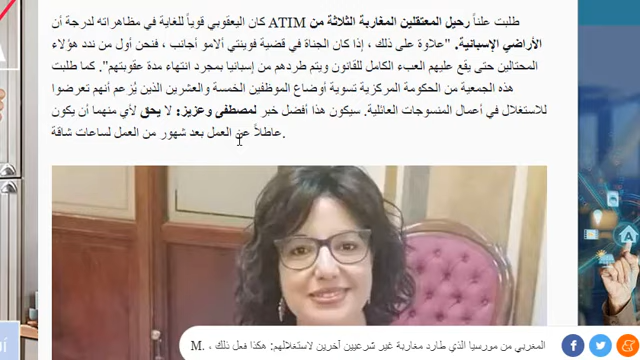 طلبت علناً رحيل المعتقلين المغاربة الثلاثة من ATIM كان اليعقوبي قوياً للغاية في مظاهراته لدرجة أن
الأراضي الإسبانية. "علاوة على ذلك ، إذا كان الجناة في قضية فوينتي ألامو أجانب ، فنحن أول من ندد هؤلاء
المحتالين حتى يقع عليهم العبء الكامل للقانون ويتم طردهم من إسبانيا بمجرد انتهاء مدة عقوبتهم". كما طلبت
هذه الجمعية من الحكومة المركزية تسوية أوضاع الموظفين الخمسة والعشرين الذين يُزعم أنهم تعرضوا
للاستغلال في أعمال المنسوجات العائلية. سيكون هذا أفضل خبر لمصطفى وعزيز: لا يحق لأي منهما أن يكون
عاطلاً عن العمل بعد شهور من العمل لساعات شاقة.
المغربي من مورسيا الذي طارد مغاربة غير شرعيين آخرين لاستغلالهم: هكذا فعل ذلك ، M.